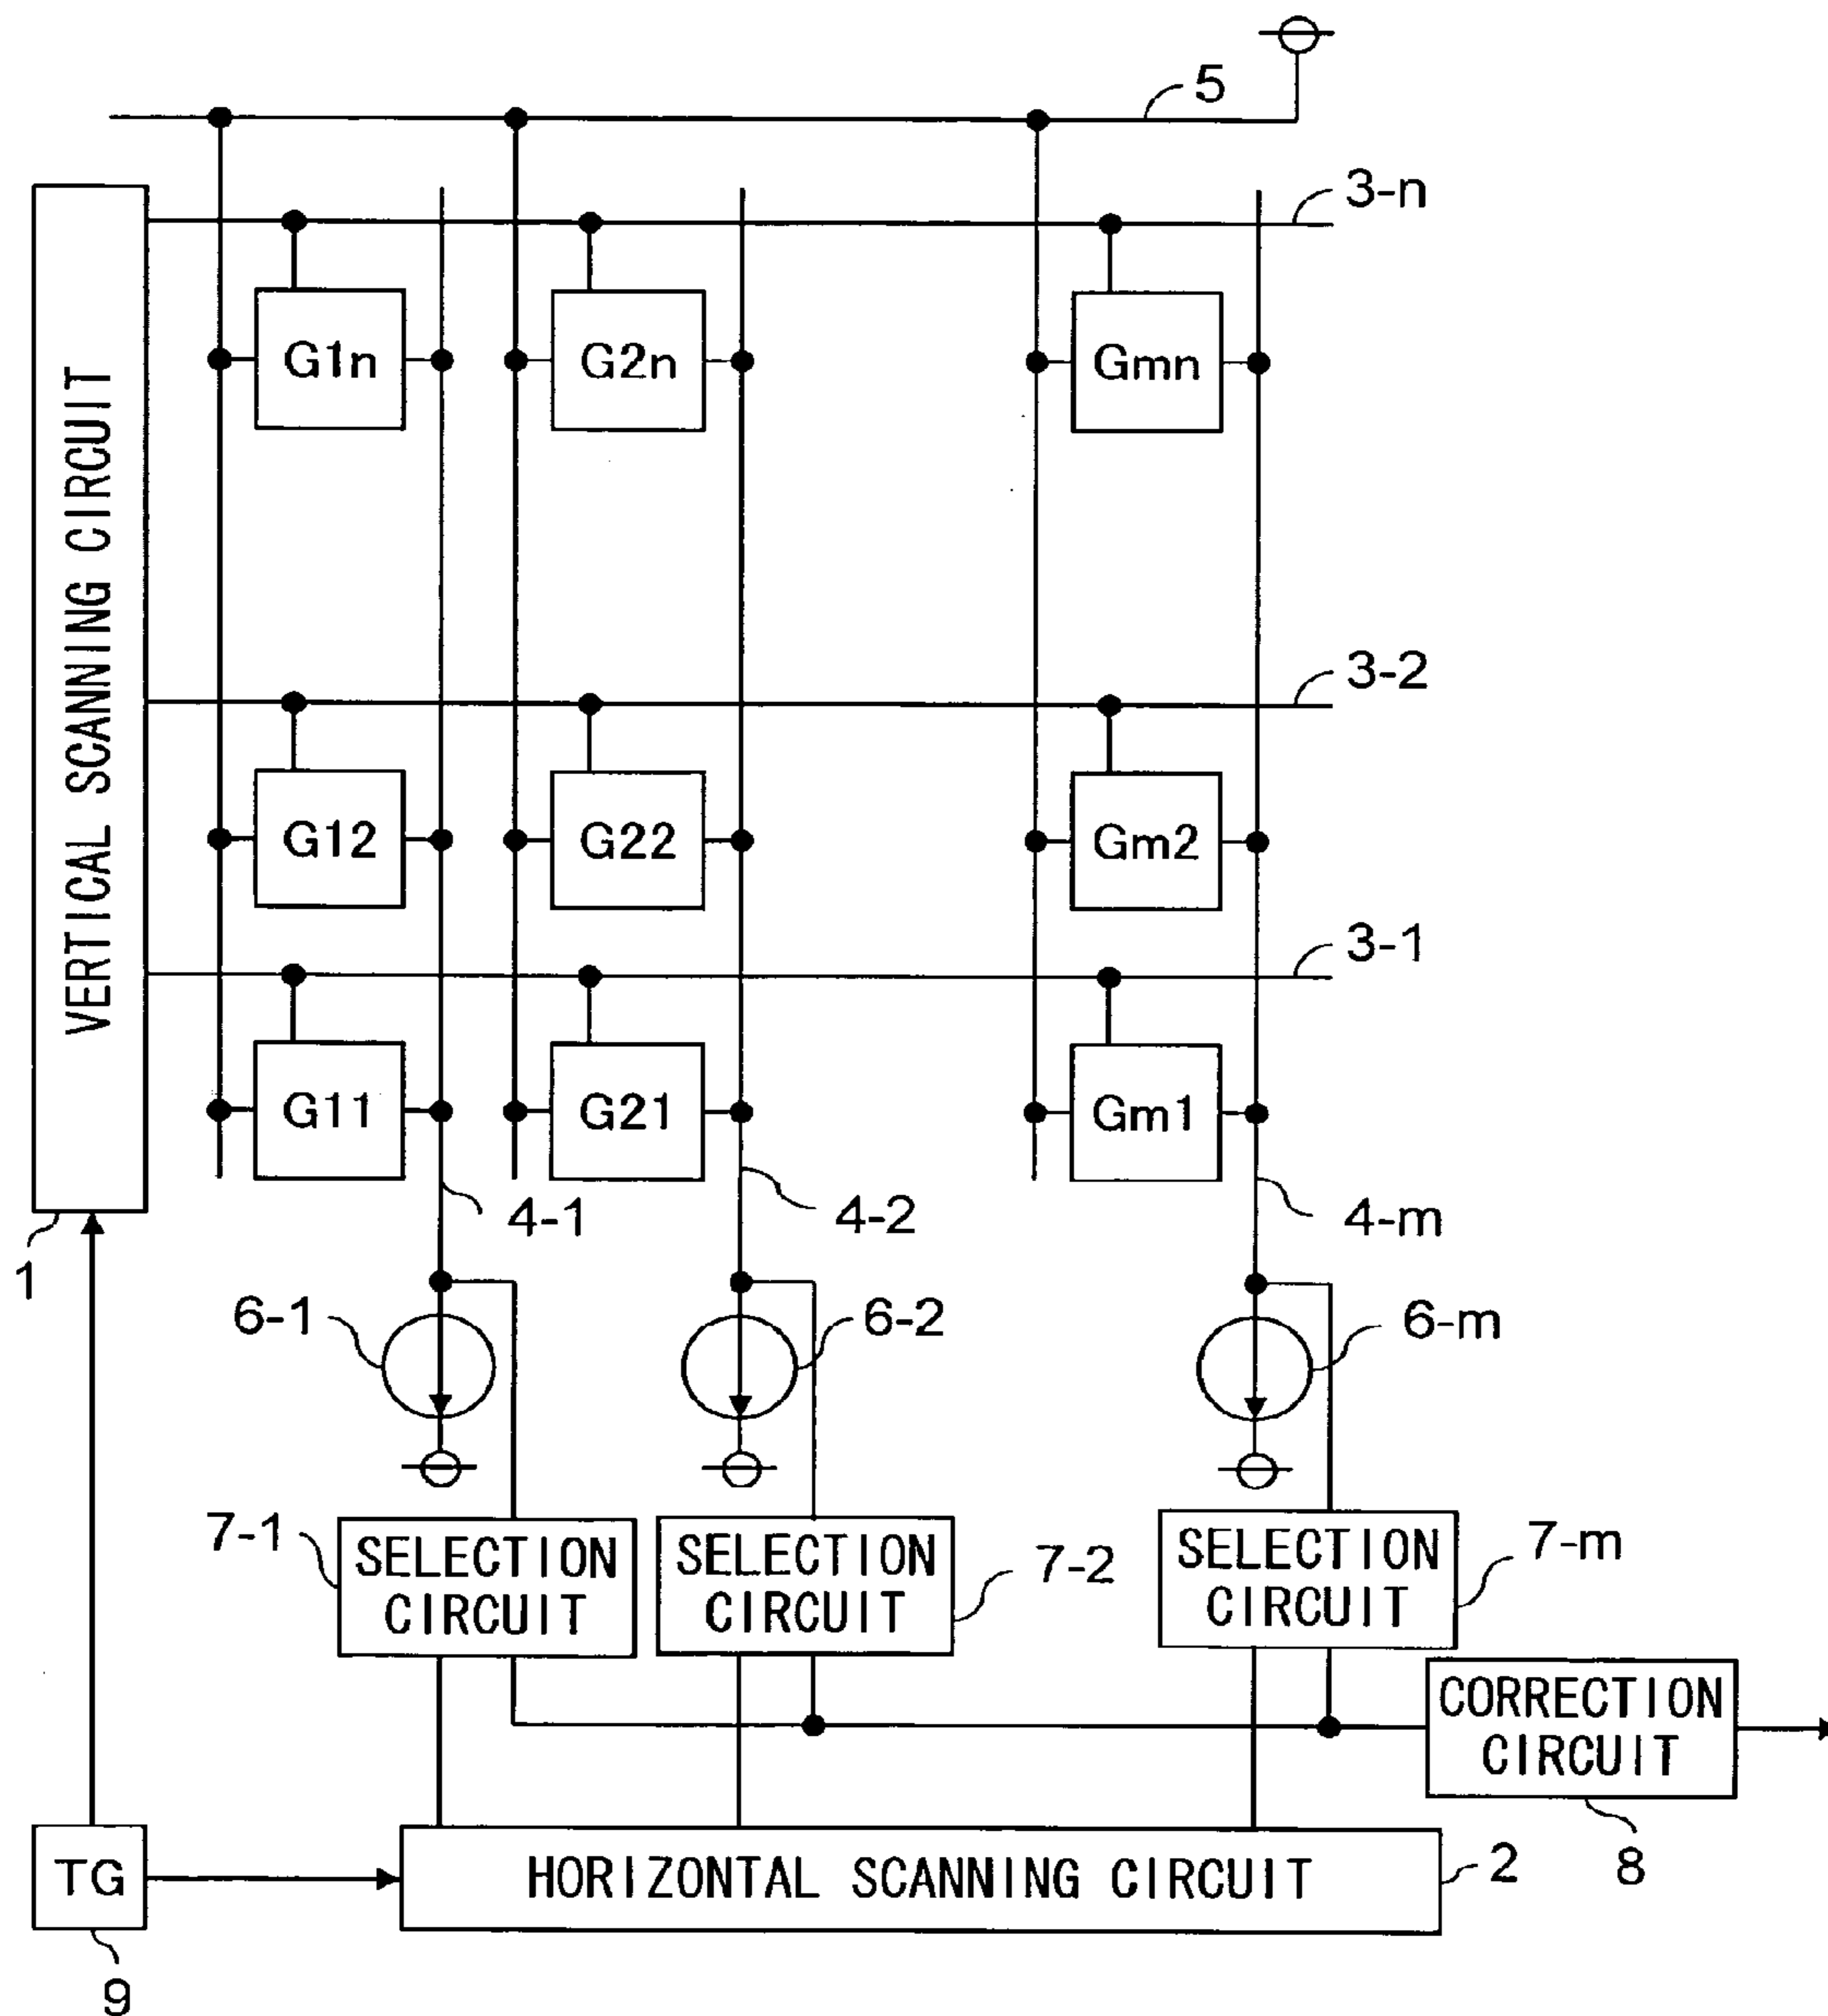 5
3-n
G1n
G2n
Gmn
VERTICAL SCANNING CIRCUIT
3-2
G12
G22
Gm2
3-1
G11
G21
Gm1
4-1
4-2
4-m
1
6-1
6-2
6-m
7-1
SELECTION
CIRCUIT
SELECTION
CIRCUIT
7-2
SELECTION
CIRCUIT
7-m
CORRECTION
CIRCUIT
8
TG
HORIZONTAL SCANNING CIRCUIT
2
9